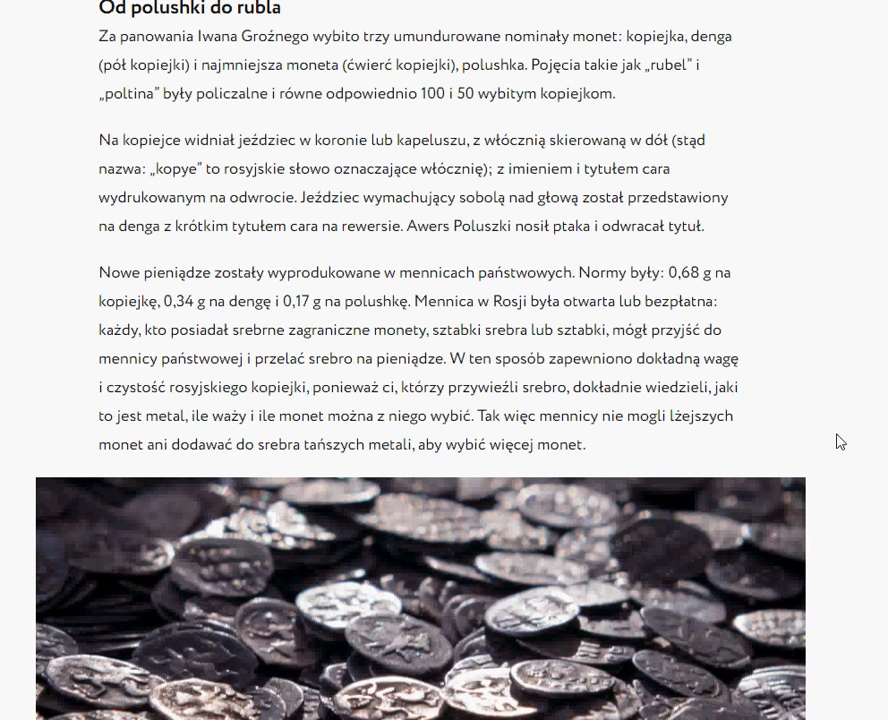 Od polushki do rubla
Za panowania Iwana Groźnego wybito trzy umundurowane nominały monet: kopiejka, denga
(pół kopiejki) i najmniejsza moneta (ćwierć kopiejki), polushka. Pojęcia takie jak „rubel” i
„poltina” były policzalne i równe odpowiednio 100 i 50 wybitym kopiejkom.
Na kopiejce widniał jeździec w koronie lub kapeluszu, z włócznią skierowaną w dół (stąd
nazwa: „kopye” to rosyjskie słowo oznaczające włócznię); z imieniem i tytułem cara
wydrukowanym na odwrocie. Jeździec wymachujący sobolą nad głową został przedstawiony
na denga z krótkim tytułem cara na rewersie. Awers Poluszki nosił ptaka i odwracał tytuł.
Nowe pieniądze zostały wyprodukowane w mennicach państwowych. Normy były: 0,68 g na
kopiejkę, 0,34 g na dengę i 0,17 g na polushkę. Mennica w Rosji była otwarta lub bezpłatna:
każdy, kto posiadał srebrne zagraniczne monety, sztabki srebra lub sztabki, mógł przyjść do
mennicy państwowej i przelać srebro na pieniądze. W ten sposób zapewniono dokładną wagę
i czystość rosyjskiego kopiejki, ponieważ ci, którzy przywieźli srebro, dokładnie wiedzieli, jaki
to jest metal, ile waży i ile monet można z niego wybić. Tak więc mennicy nie mogli lżejszych
monet ani dodawać do srebra tańszych metali, aby wybić więcej monet.